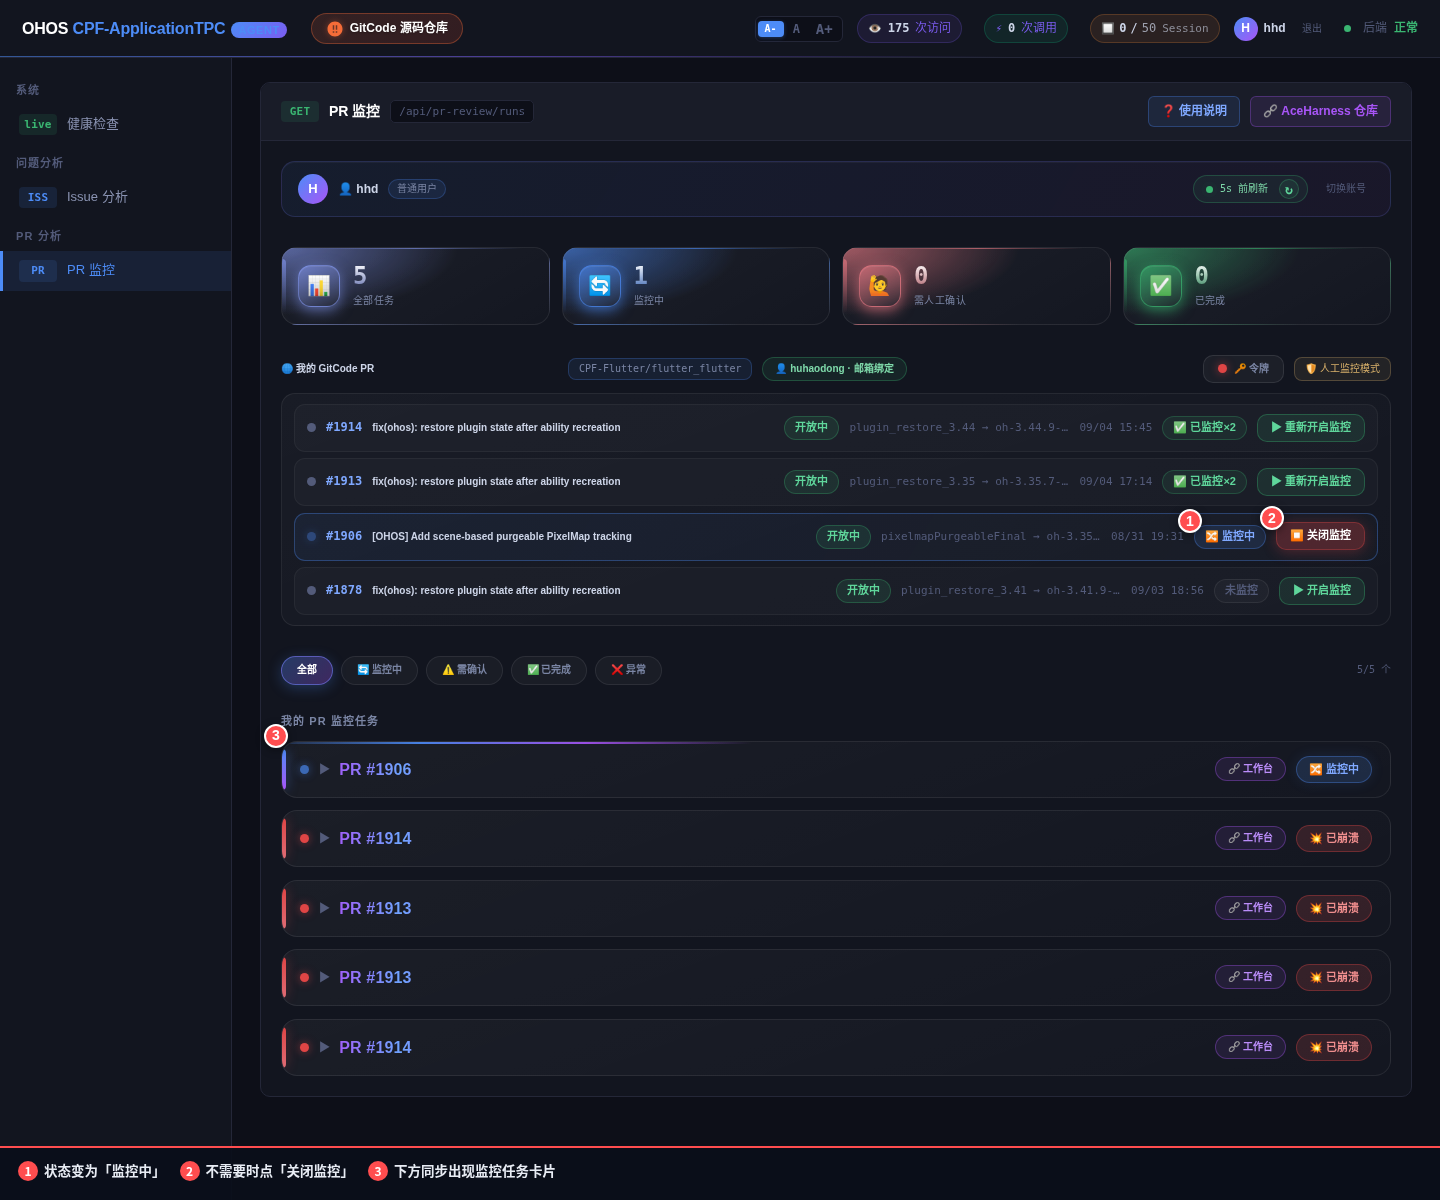 OHOS CPF-ApplicationTPC
GitCode 源码仓库
A- A A+
175 次访问
0 次调用
0 / 50 Session
H hhd 退出
后端 正常
系统
live 健康检查
问题分析
ISS Issue 分析
PR 分析
PR PR 监控
GET PR 监控 /api/pr-review/runs
使用说明
AceHarness 仓库
H hhd 普通用户
5s 前刷新
切换账号
5
全部任务
1
监控中
0
需人工确认
0
已完成
我的 GitCode PR
CPF-Flutter/flutter_flutter
huhaodong · 邮箱绑定
令牌
人工监控模式
#1914 fix(ohos): restore plugin state after ability recreation 开放中 plugin_restore_3.44 → oh-3.44.9-… 09/04 15:45 已监控×2 重新开启监控
#1913 fix(ohos): restore plugin state after ability recreation 开放中 plugin_restore_3.35 → oh-3.35.7-… 09/04 17:14 已监控×2 重新开启监控
1 2
#1906 [OHOS] Add scene-based purgeable PixelMap tracking 开放中 pixelmapPurgeableFinal → oh-3.35… 08/31 19:31 监控中 关闭监控
#1878 fix(ohos): restore plugin state after ability recreation 开放中 plugin_restore_3.41 → oh-3.41.9-… 09/03 18:56 未监控 开启监控
全部 监控中 需确认 已完成 异常 5/5 个
我的 PR 监控任务
3
PR #1906 工作台 监控中
PR #1914 工作台 已崩溃
PR #1913 工作台 已崩溃
PR #1913 工作台 已崩溃
PR #1914 工作台 已崩溃
1 状态变为「监控中」 2 不需要时点「关闭监控」 3 下方同步出现监控任务卡片